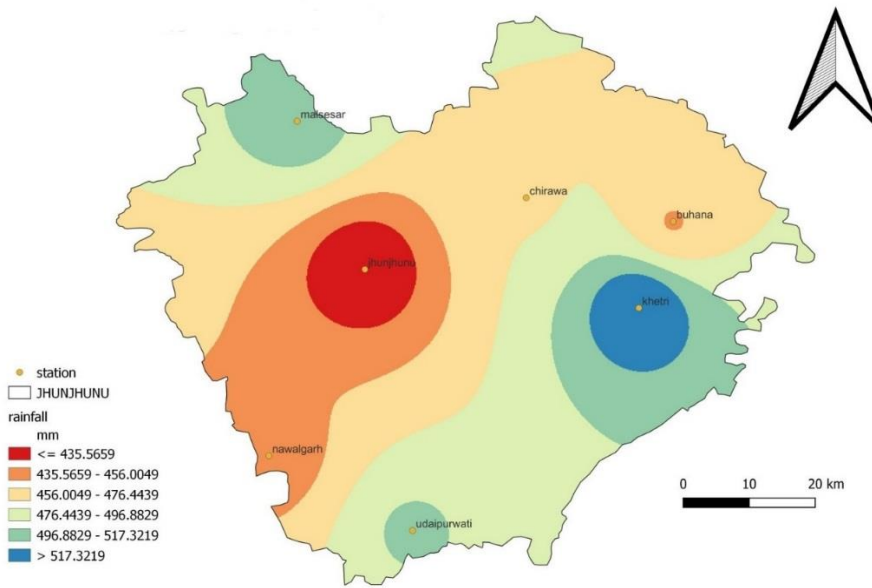 malsesar
chirawa
buhana
jhunjhunu
khetri
nawalgarh
udaipurwati
station
JHUNJHUNU
rainfall
mm
<= 435.5659
435.5659 - 456.0049
456.0049 - 476.4439
476.4439 - 496.8829
496.8829 - 517.3219
> 517.3219
0 10 20 km